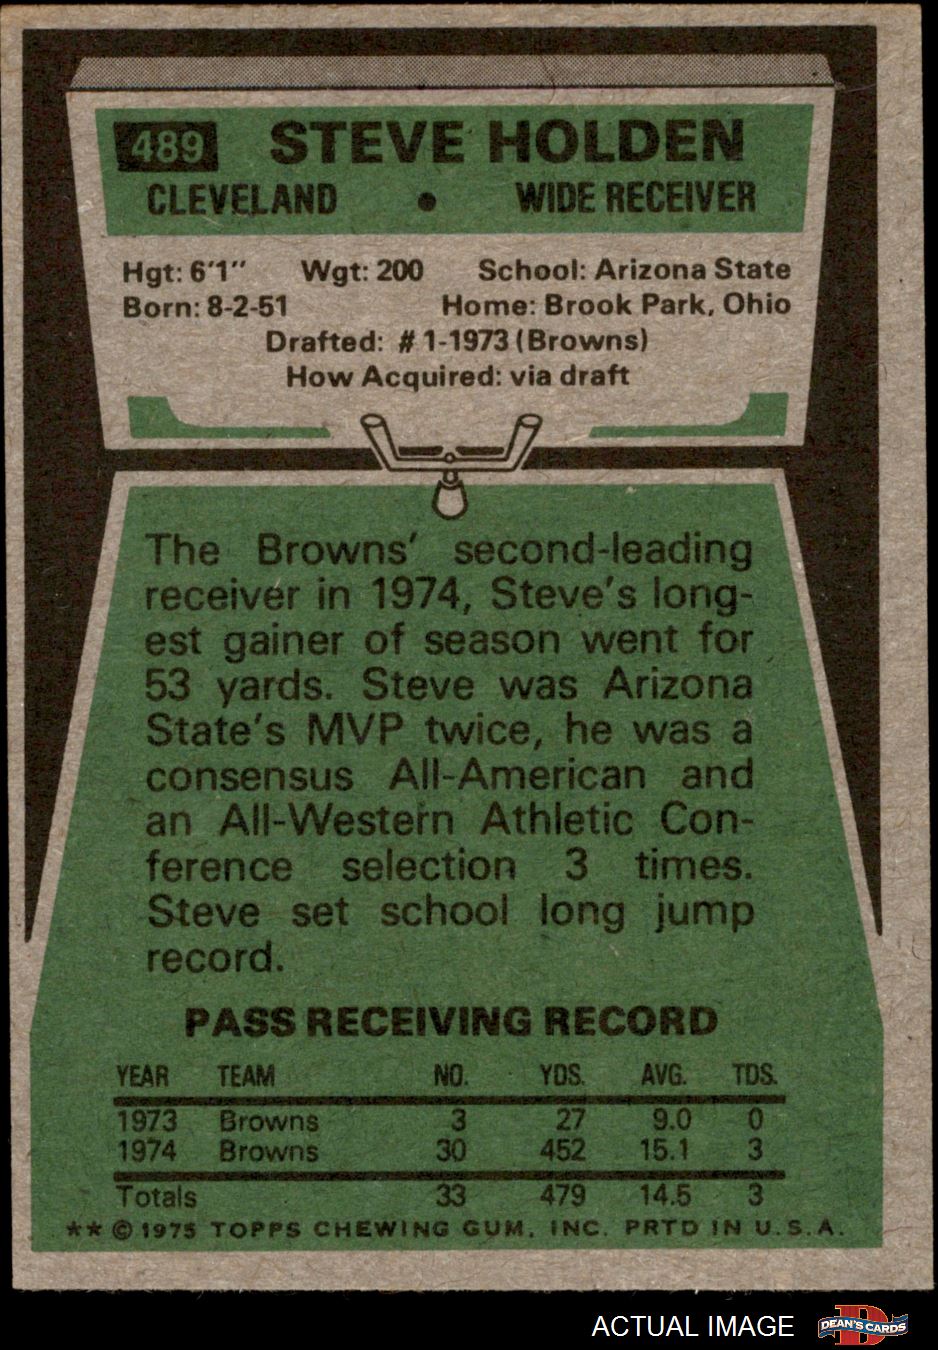 489 STEVE HOLDEN
CLEVELAND • WIDE RECEIVER
Hgt: 6'1" Wgt: 200 School: Arizona State
Born: 8-2-51 Home: Brook Park, Ohio
Drafted: #1-1973 (Browns)
How Acquired: via draft
The Browns' second-leading
receiver in 1974, Steve's long-
est gainer of season went for
53 yards. Steve was Arizona
State's MVP twice, he was a
consensus All-American and
an All-Western Athletic Con-
ference selection 3 times.
Steve set school long jump
record.
PASS RECEIVING RECORD
YEAR TEAM NO. YDS. AVG. TDS.
1973 Browns 3 27 9.0 0
1974 Browns 30 452 15.1 3
Totals 33 479 14.5 3
** © 1975 TOPPS CHEWING GUM, INC. PRTD IN U.S.A.
ACTUAL IMAGE DEAN'S CARDS